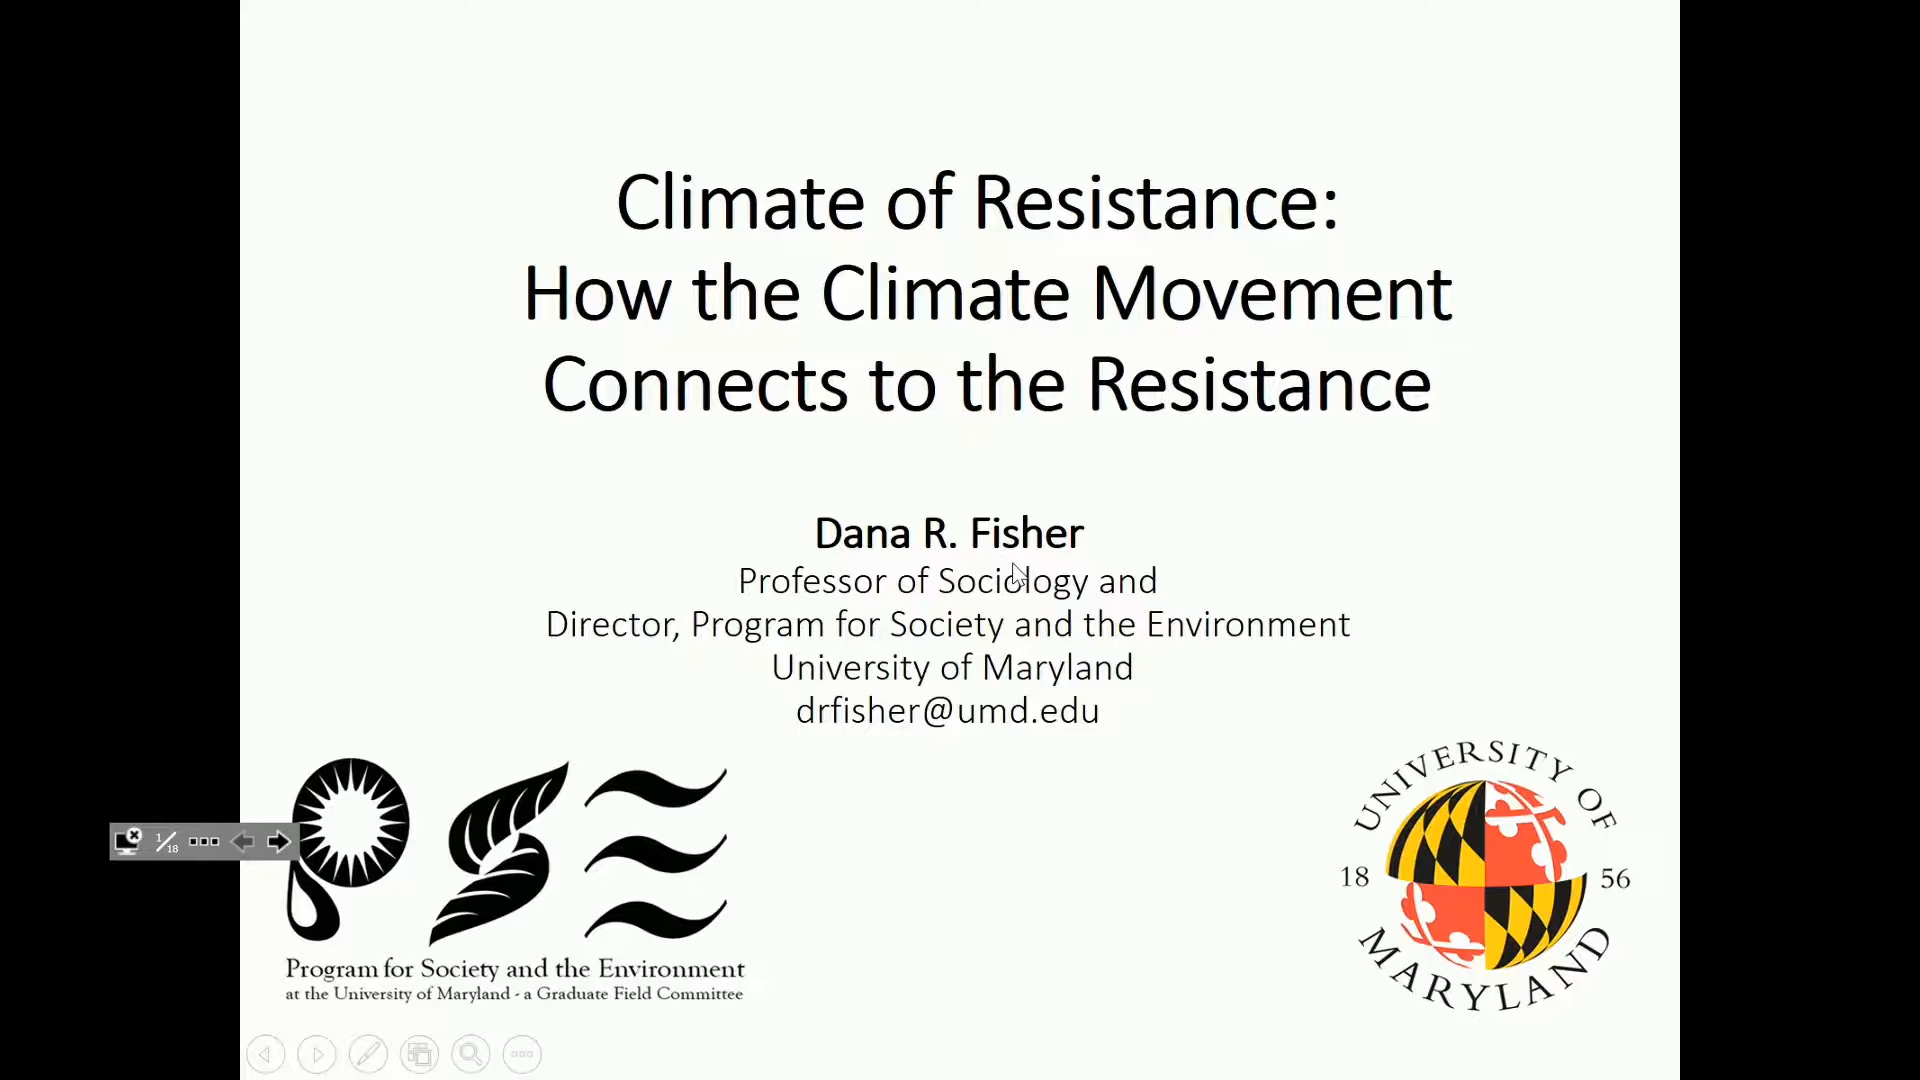 Climate of Resistance:
How the Climate Movement
Connects to the Resistance
Dana R. Fisher
Professor of Sociology and
Director, Program for Society and the Environment
University of Maryland
drfisher@umd.edu
1/18
PSE
Program for Society and the Environment
at the University of Maryland - a Graduate Field Committee
UNIVERSITY OF
18 56
MARYLAND